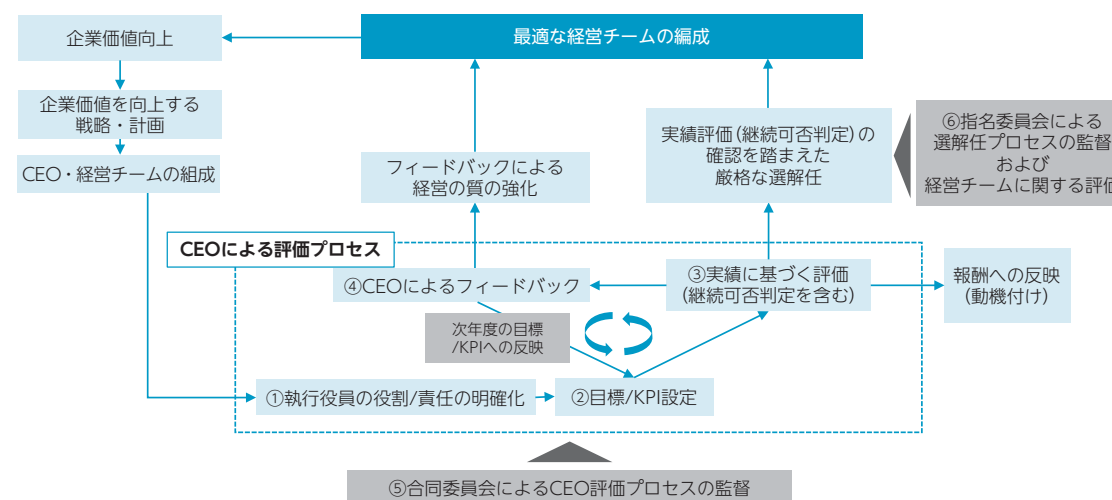 企業価値向上
最適な経営チームの編成
企業価値を向上する
戦略・計画
CEO・経営チームの組成
フィードバックによる
経営の質の強化
実績評価(継続可否判定)の
確認を踏まえた
厳格な選解任
⑥指名委員会による
選解任プロセスの監督
および
経営チームに関する評価
CEOによる評価プロセス
④CEOによるフィードバック
③実績に基づく評価
(継続可否判定を含む)
報酬への反映
(動機付け)
次年度の目標
/KPIへの反映
①執行役員の役割/責任の明確化
②目標/KPI設定
⑤合同委員会によるCEO評価プロセスの監督